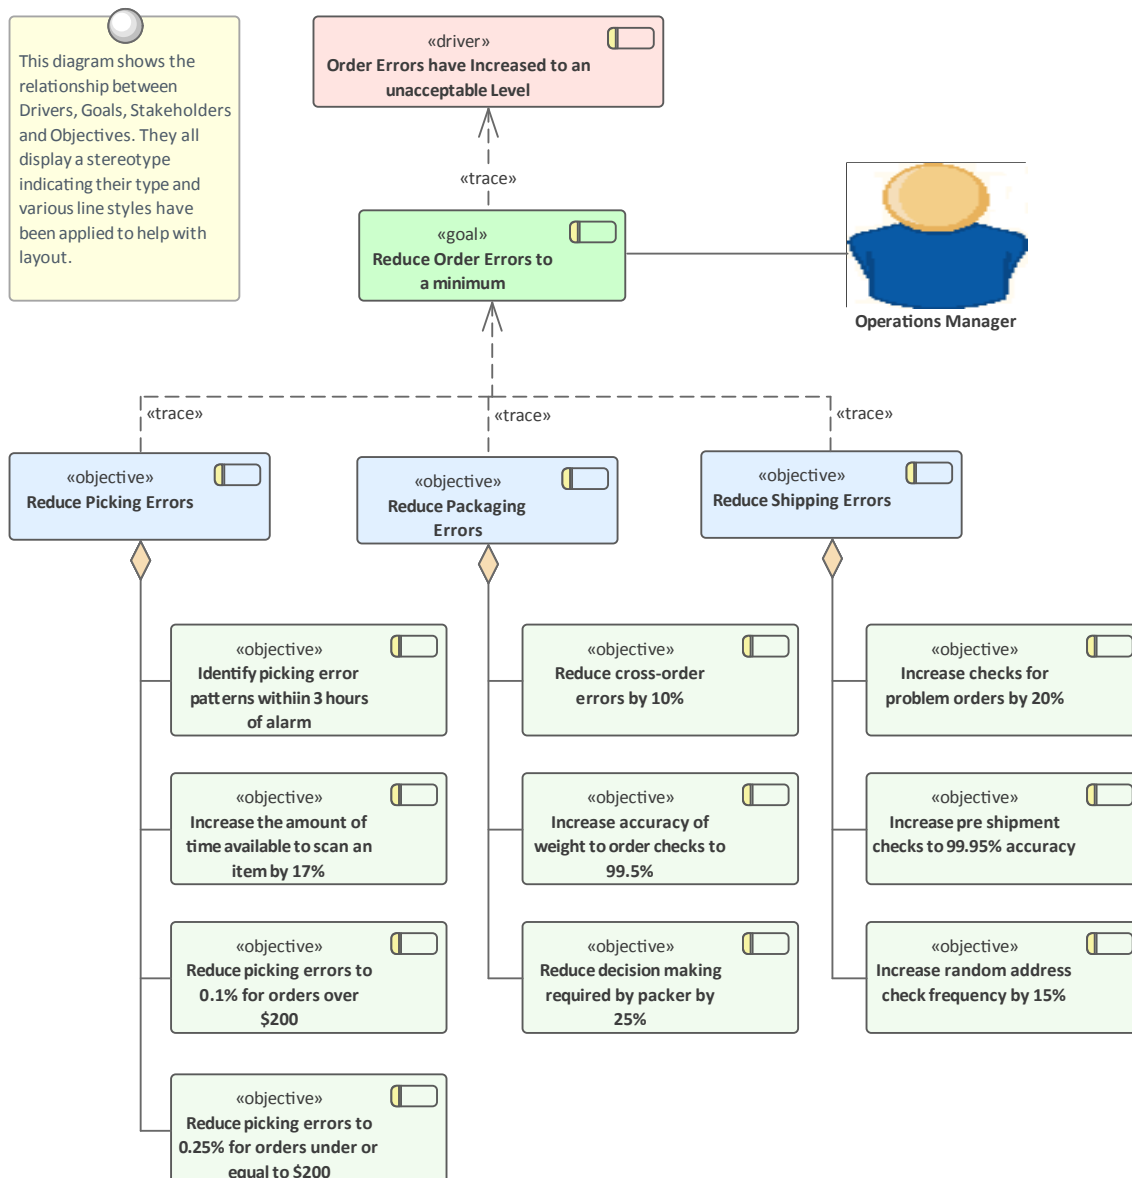 This diagram shows the
relationship between
Drivers, Goals, Stakeholders
and Objectives. They all
display a stereotype
indicating their type and
various line styles have
been applied to help with
layout.
«driver»
Order Errors have Increased to an
unacceptable Level
«trace»
«goal»
Reduce Order Errors to
a minimum
Operations Manager
«trace»
«trace»
«trace»
«objective»
Reduce Picking Errors
«objective»
Reduce Packaging
Errors
«objective»
Reduce Shipping Errors
«objective»
Identify picking error
patterns withiin 3 hours
of alarm
«objective»
Reduce cross-order
errors by 10%
«objective»
Increase checks for
problem orders by 20%
«objective»
Increase the amount of
time available to scan an
item by 17%
«objective»
Increase accuracy of
weight to order checks to
99.5%
«objective»
Increase pre shipment
checks to 99.95% accuracy
«objective»
Reduce picking errors to
0.1% for orders over
$200
«objective»
Reduce decision making
required by packer by
25%
«objective»
Increase random address
check frequency by 15%
«objective»
Reduce picking errors to
0.25% for orders under or
equal to $200